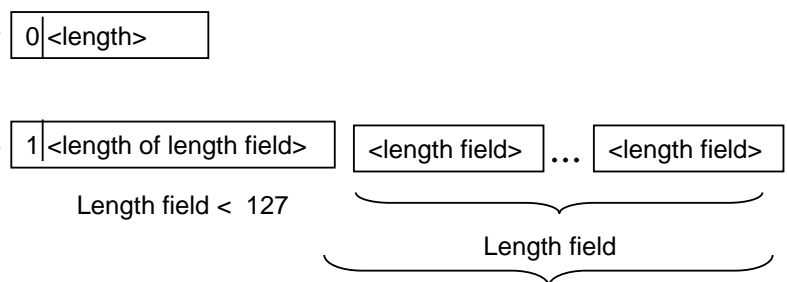 0 <length>
1 <length of length field> <length field> ... <length field>
Length field < 127
Length field